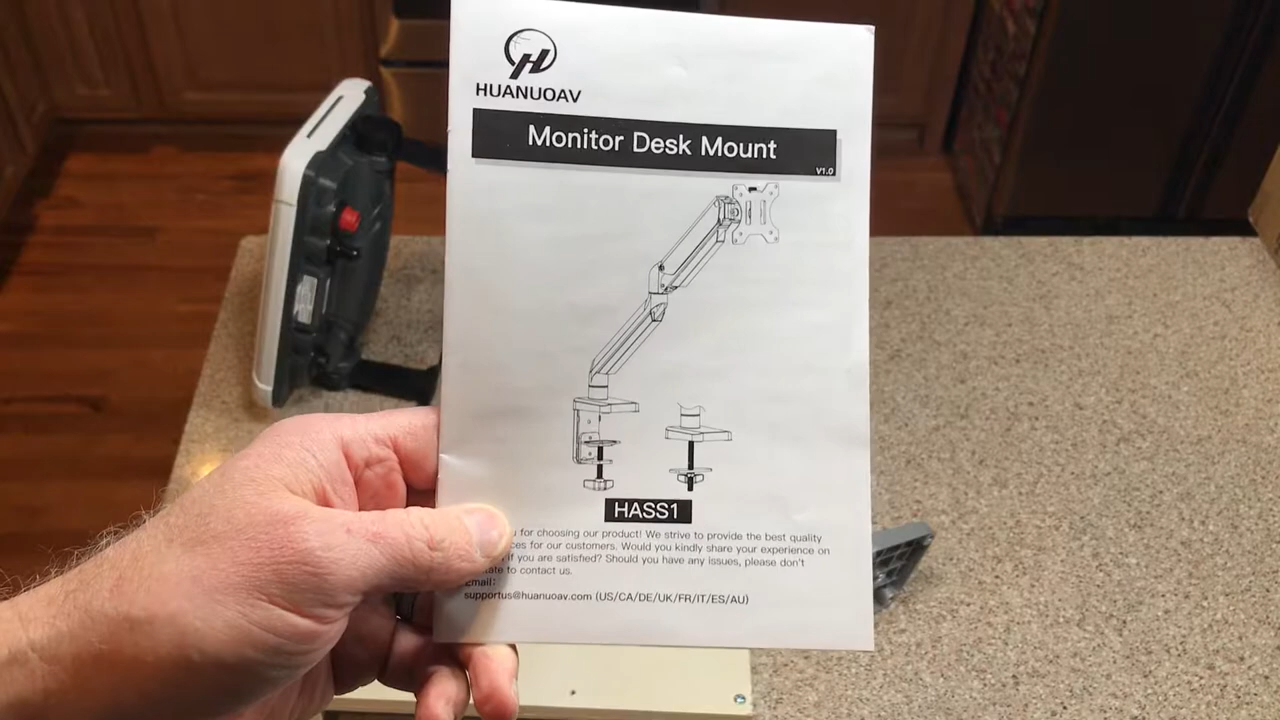 HUANUOAV
Monitor Desk Mount
V1.0
HASS1
for choosing our product! We strive to provide the best quality
for our customers. Would you kindly share your experience on
if you are satisfied? Should you have any issues, please don't
to contact us.
Email:
supportus@huanuoav.com (US/CA/DE/UK/FR/IT/ES/AU)